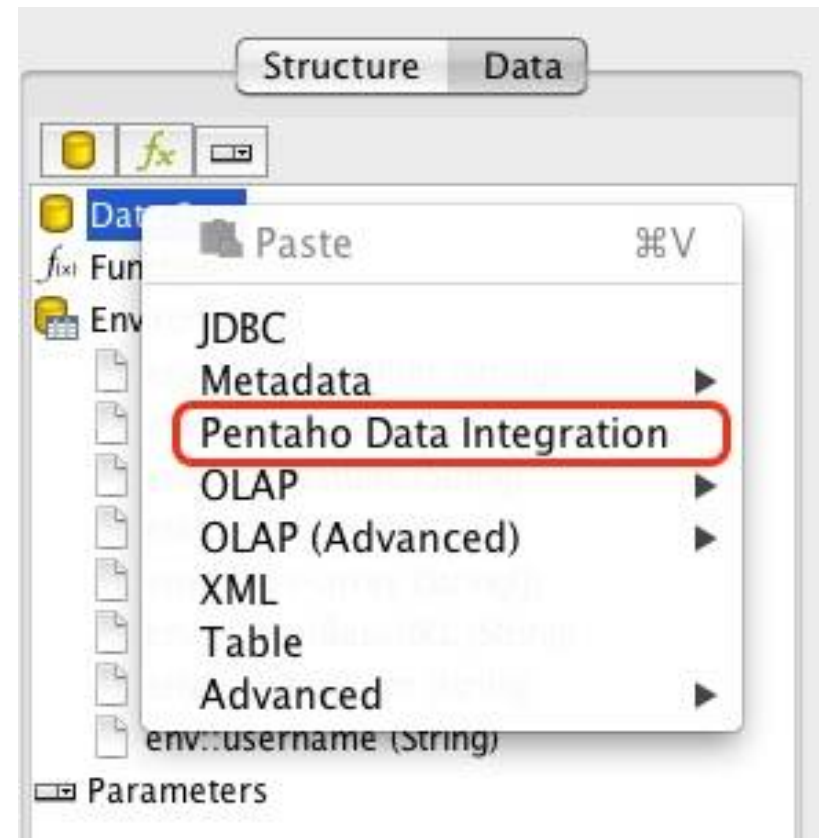 Structure Data
fx
Dat
Paste ⌘V
f(x) Fun
Env
JDBC
Metadata
Pentaho Data Integration
OLAP
OLAP (Advanced)
XML
Table
Advanced
env::username (String)
Parameters